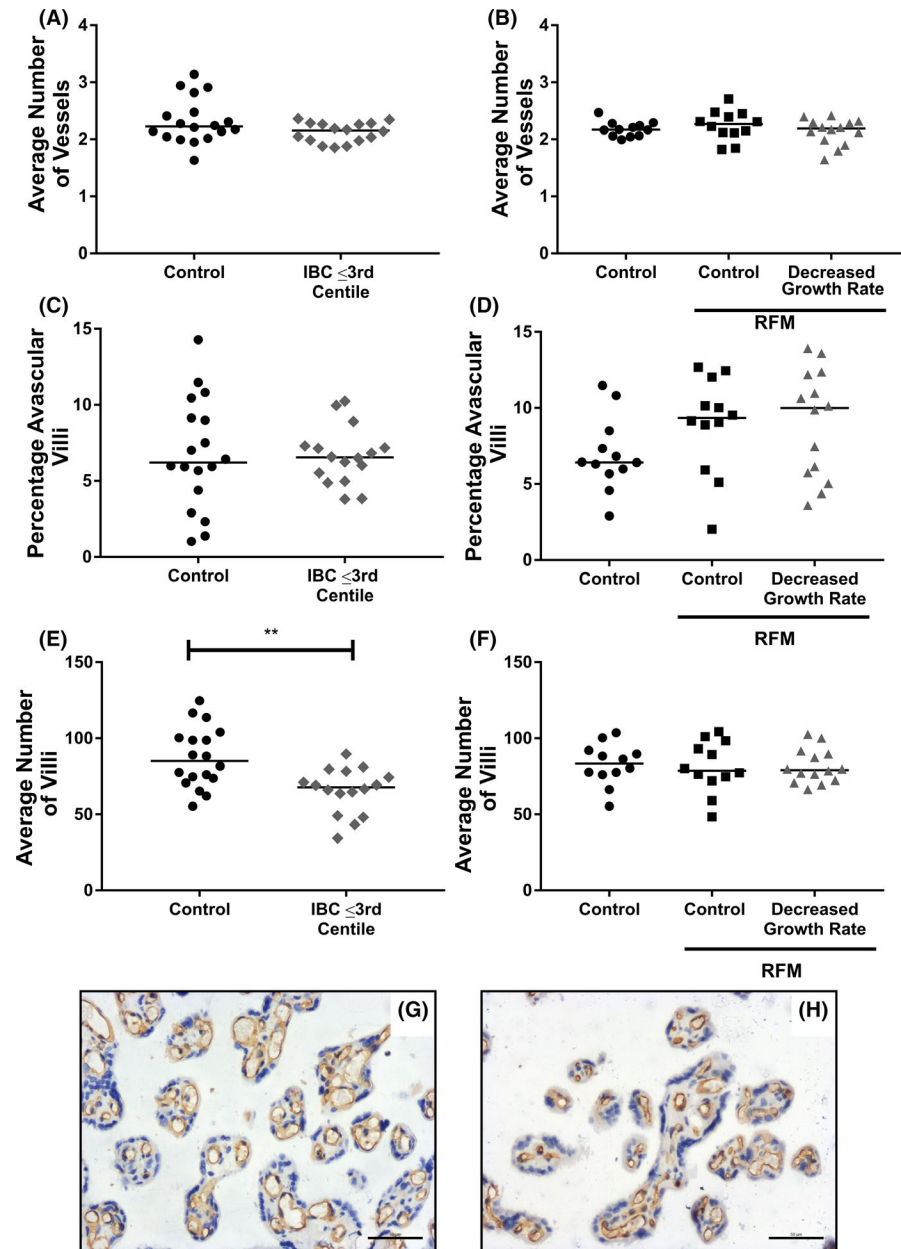 (A)
Average Number
of Vessels
4
3
2
1
0
Control
IBC ≤3rd
Centile
(B)
Average Number
of Vessels
4
3
2
1
0
Control
Control
Decreased
Growth Rate
RFM
(C)
Percentage Avascular
Villi
15
10
5
0
Control
IBC ≤3rd
Centile
(D)
Percentage Avascular
Villi
15
10
5
0
Control
Control
Decreased
Growth Rate
RFM
(E)
Average Number
of Villi
150
100
50
0
**
Control
IBC ≤3rd
Centile
(F)
Average Number
of Villi
150
100
50
0
Control
Control
Decreased
Growth Rate
RFM
(G)
(H)